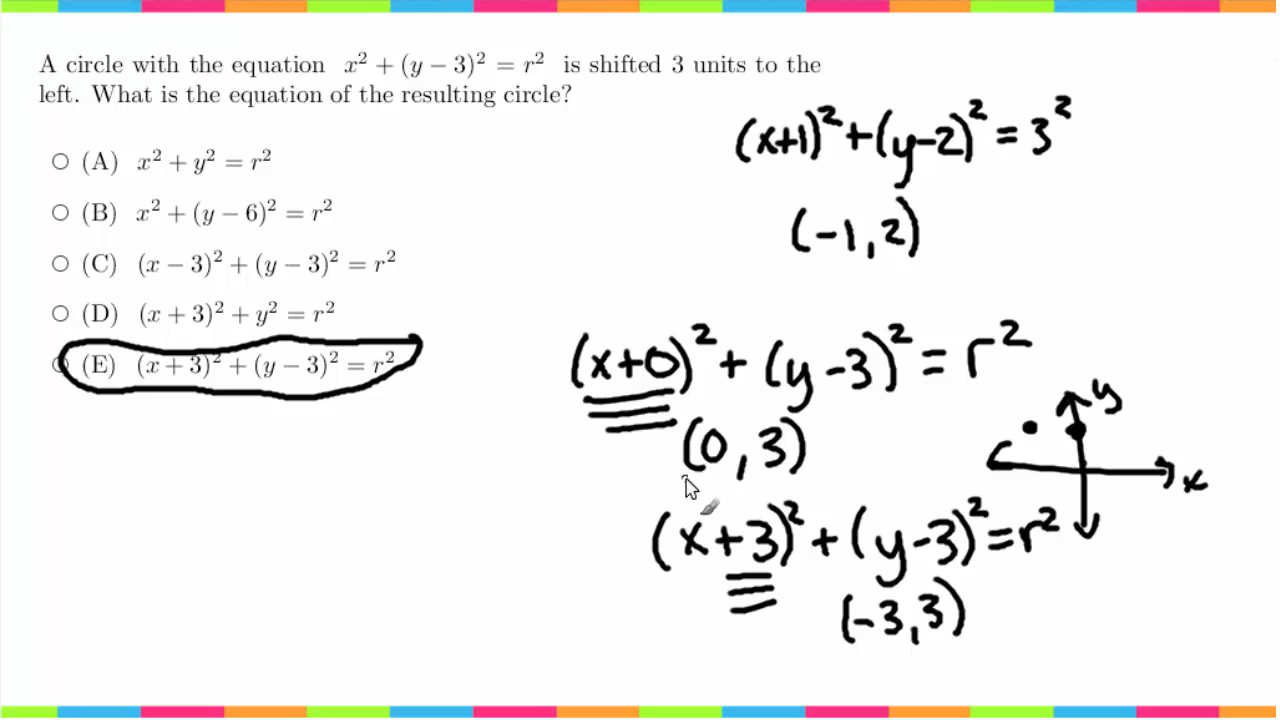 A circle with the equation x² + (y − 3)² = r² is shifted 3 units to the
left. What is the equation of the resulting circle?
(A) x² + y² = r²
(B) x² + (y − 6)² = r²
(C) (x − 3)² + (y − 3)² = r²
(D) (x + 3)² + y² = r²
(E) (x + 3)² + (y − 3)² = r²
(x+1)²+(y-2)²=3²
(-1,2)
(x+0)²+(y-3)²=r²
(0,3)
y
x
(x+3)²+(y-3)²=r²
(-3,3)